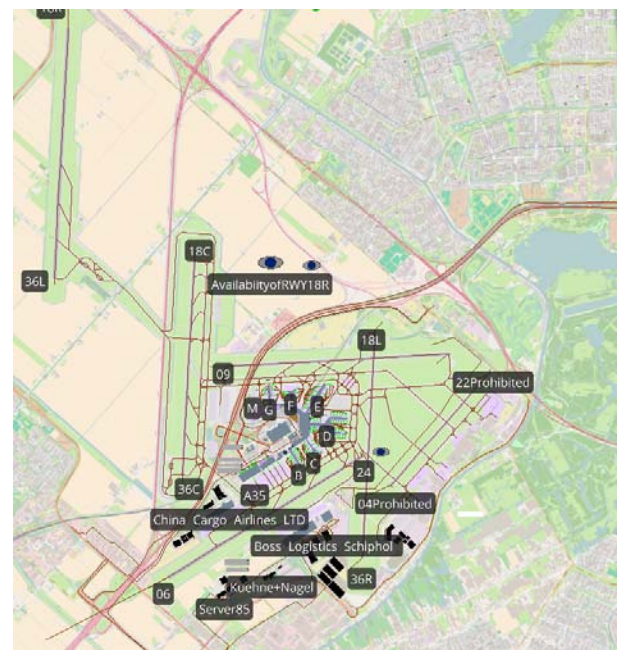 18R
18C
36L
AvailabiityofRWY18R
18L
09
22Prohibited
M
G
F
E
D
C
B
24
36C
A35
04Prohibited
China Cargo Airlines LTD
Boss Logistics Schiphol
36R
Kuehne+Nagel
06
Server85